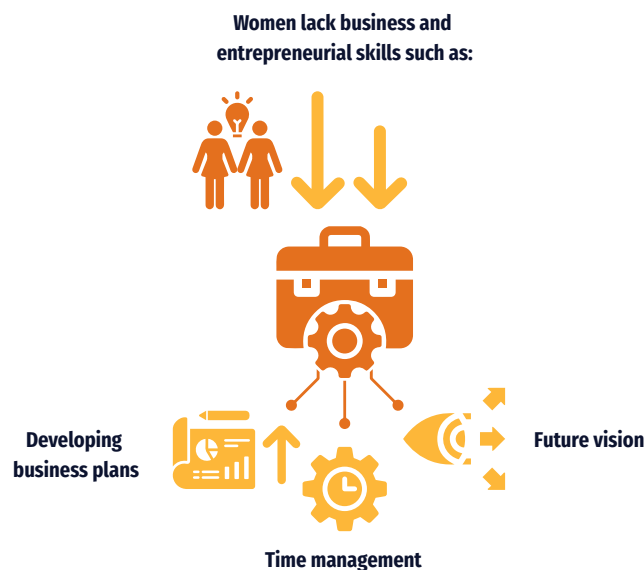 Women lack business and
entrepreneurial skills such as:
Developing
business plans
Future vision
Time management